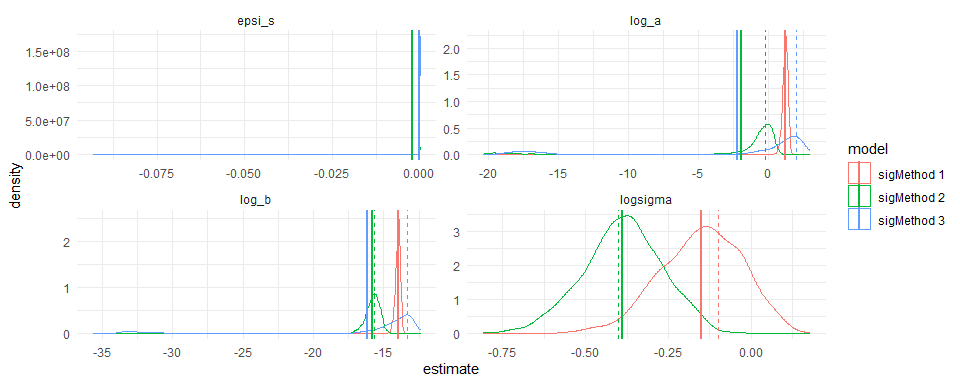 epsi_s
log_a
1.5e+08
1.0e+08
5.0e+07
0.0e+00
2.0
1.5
1.0
0.5
0.0
-0.075
-0.050
-0.025
0.000
-20
-15
-10
-5
0
density
log_b
logsigma
2
1
0
3
2
1
0
-35
-30
-25
-20
-15
-0.75
-0.50
-0.25
0.00
estimate
model
sigMethod 1
sigMethod 2
sigMethod 3